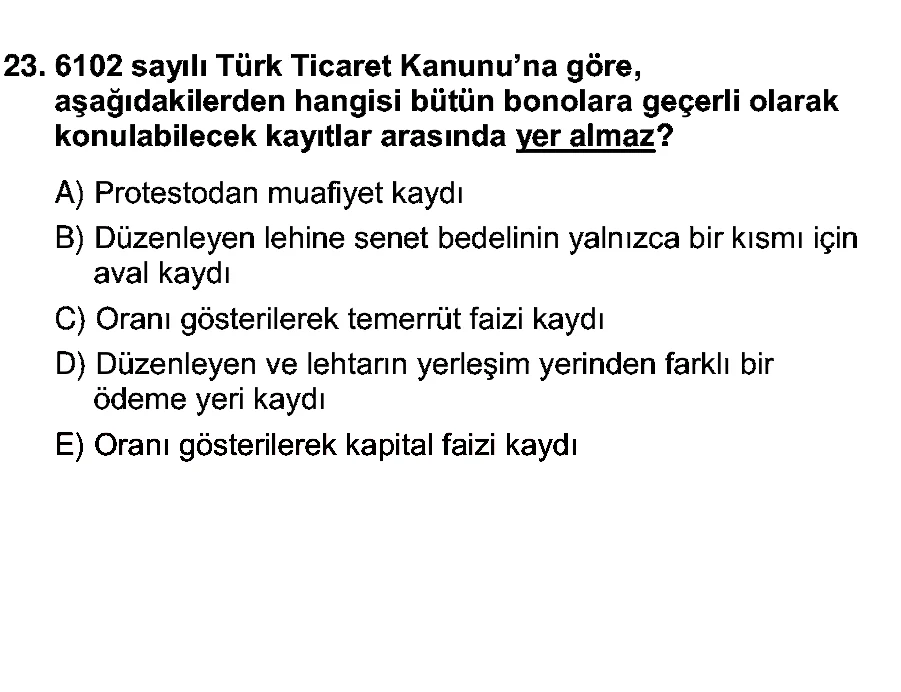 23. 6102 sayılı Türk Ticaret Kanunu’na göre,
aşağıdakilerden hangisi bütün bonolara geçerli olarak
konulabilecek kayıtlar arasında yer almaz?
A) Protestodan muafiyet kaydı
B) Düzenleyen lehine senet bedelinin yalnızca bir kısmı için
aval kaydı
C) Oranı gösterilerek temerrüt faizi kaydı
D) Düzenleyen ve lehtarın yerleşim yerinden farklı bir
ödeme yeri kaydı
E) Oranı gösterilerek kapital faizi kaydı